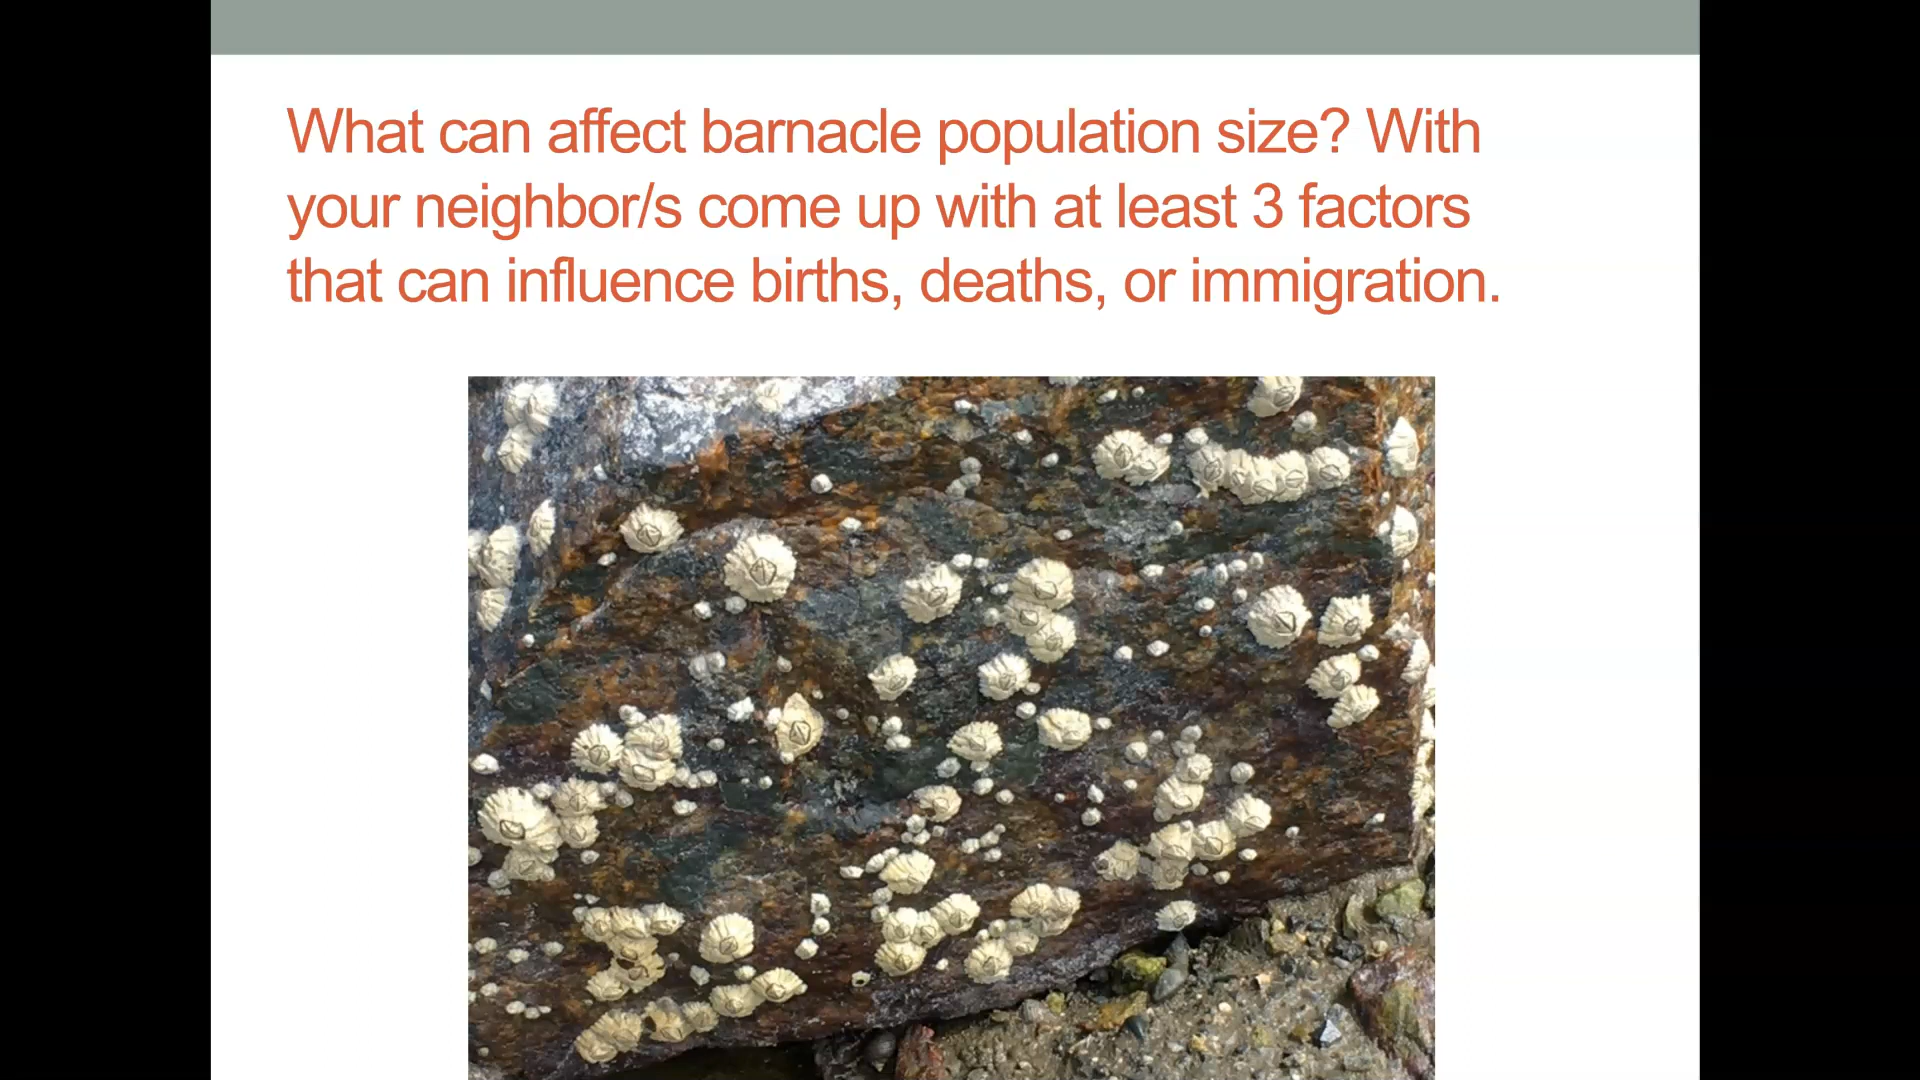 What can affect barnacle population size? With
your neighbor/s come up with at least 3 factors
that can influence births, deaths, or immigration.